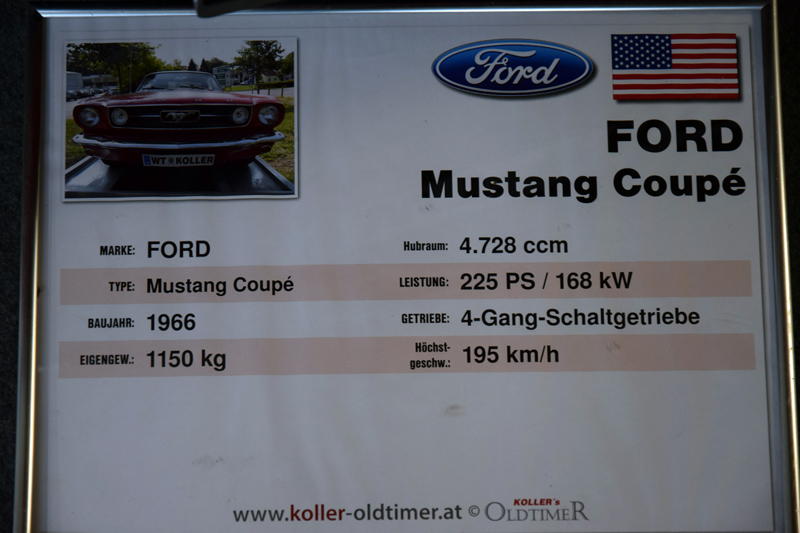 WT KOLLER
Ford
FORD
Mustang Coupé
MARKE: FORD
Hubraum: 4.728 ccm
TYPE: Mustang Coupé
LEISTUNG: 225 PS / 168 kW
BAUJAHR: 1966
GETRIEBE: 4-Gang-Schaltgetriebe
EIGENGEW.: 1150 kg
Höchst-
geschw.: 195 km/h
www.koller-oldtimer.at © KOLLER's
OLDTIMER